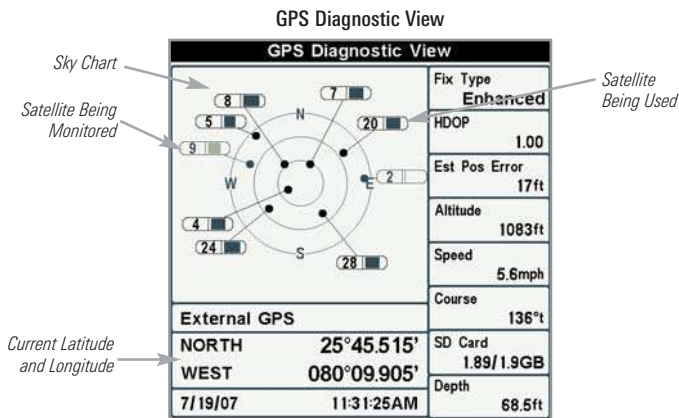 GPS Diagnostic View
GPS Diagnostic View
Sky Chart
Satellite Being
Monitored
Satellite
Being Used
8
7
5
20
9
2
4
24
28
N
W
E
S
Fix Type
Enhanced
HDOP
1.00
Est Pos Error
17ft
Altitude
1083ft
Speed
5.6mph
Course
136°t
SD Card
1.89/1.9GB
Depth
68.5ft
External GPS
Current Latitude
and Longitude
NORTH 25°45.515'
WEST 080°09.905'
7/19/07 11:31:25AM